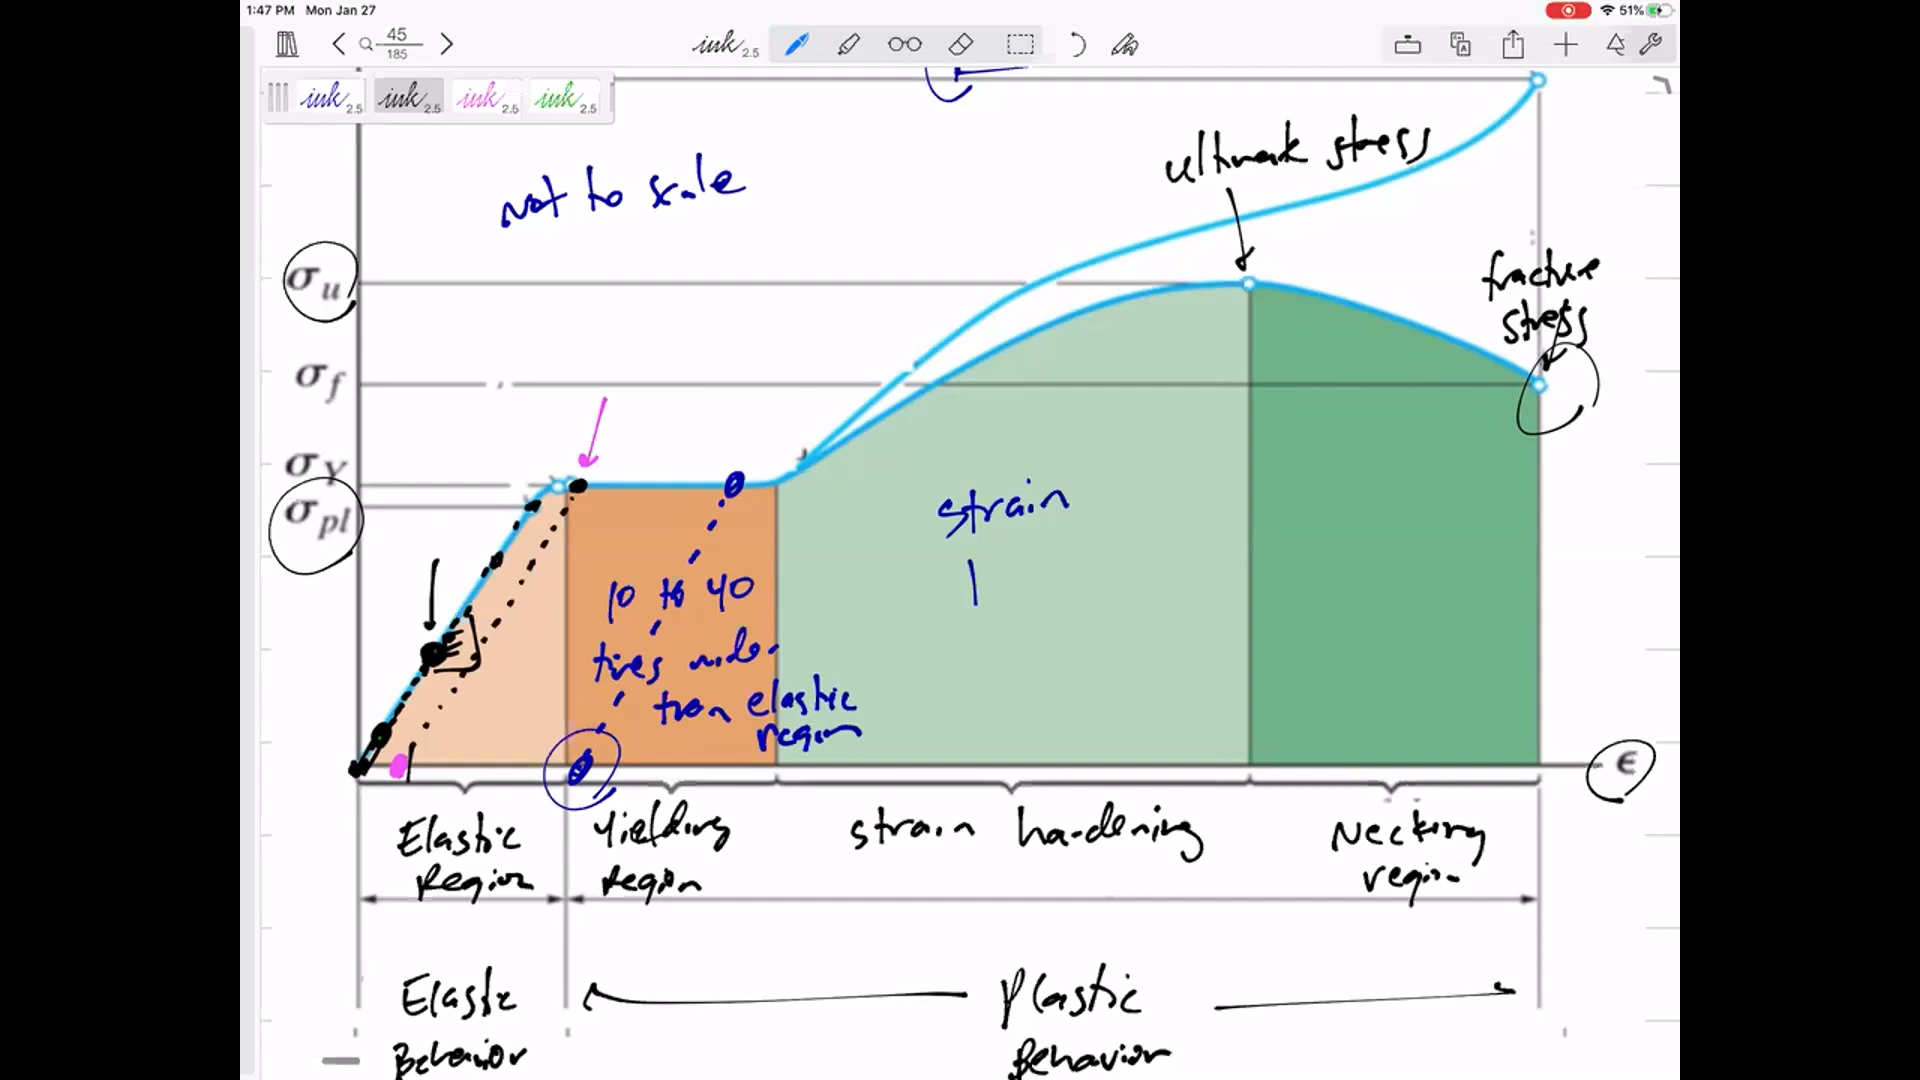 1:47 PM Mon Jan 27
51%
45
185
ink 2.5
ink 2.5 ink 2.5 ink 2.5 ink 2.5
not to scale
ultimate stress
fracture
stress
σu
σf
σY
σpl
strain
10 to 40
times wider
than elastic
region
ϵ
Elastic
Region
Yielding
Region
strain hardening
Necking
region
Elastic
Behavior
Plastic
Behavior